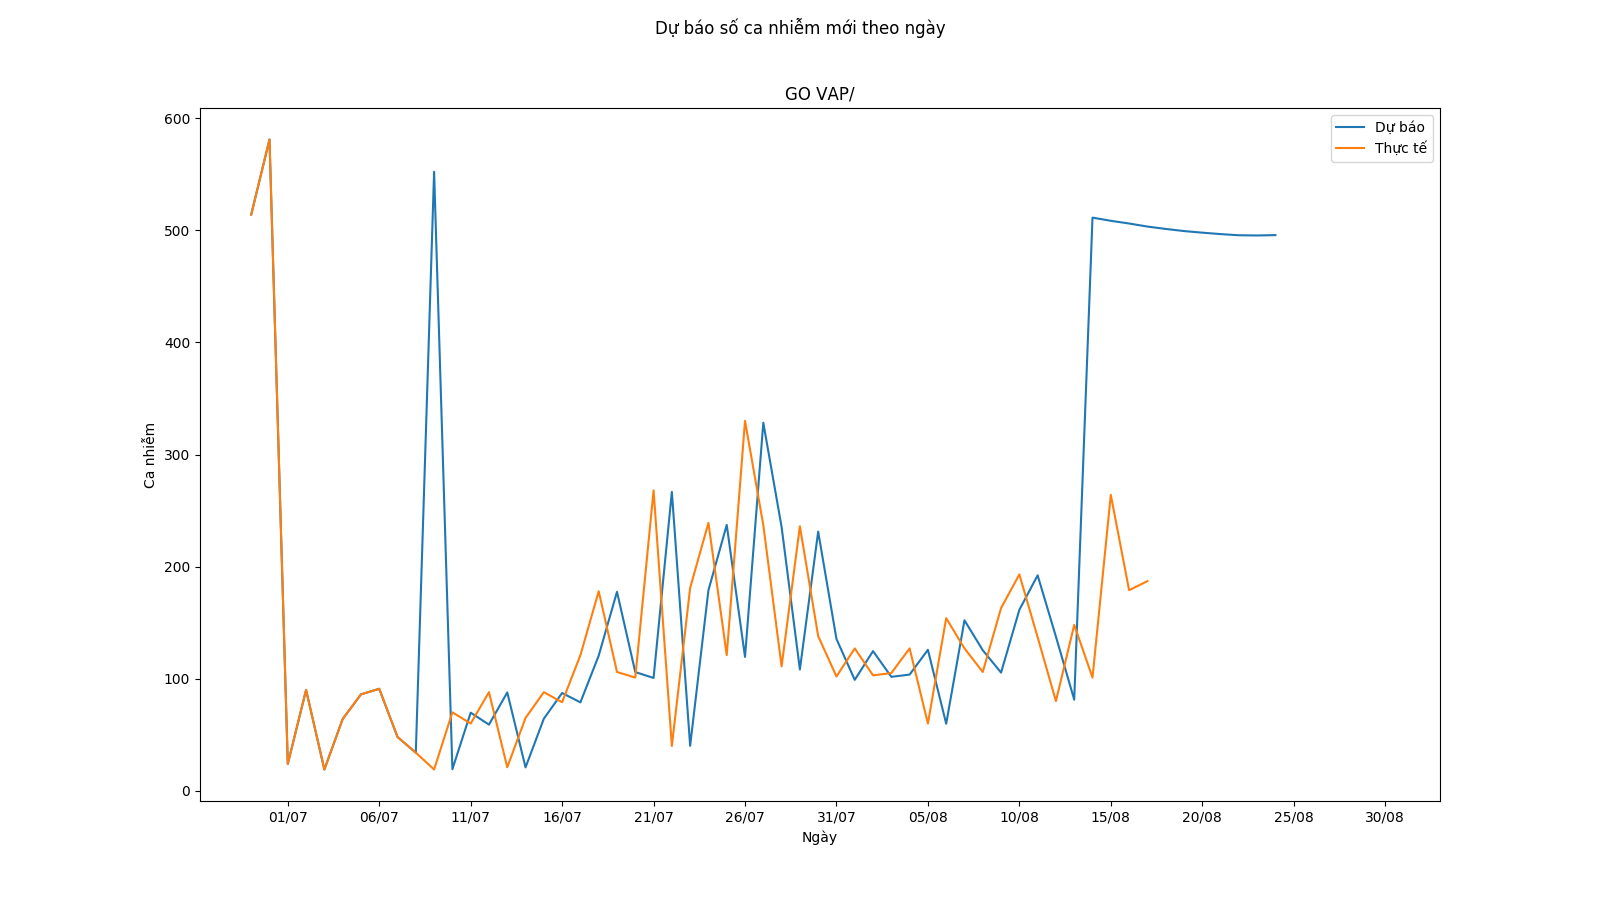 Dự báo số ca nhiễm mới theo ngày
GO VAP/
Dự báo
Thực tế
600
500
400
300
200
100
0
Ca nhiễm
01/07 06/07 11/07 16/07 21/07 26/07 31/07 05/08 10/08 15/08 20/08 25/08 30/08
Ngày